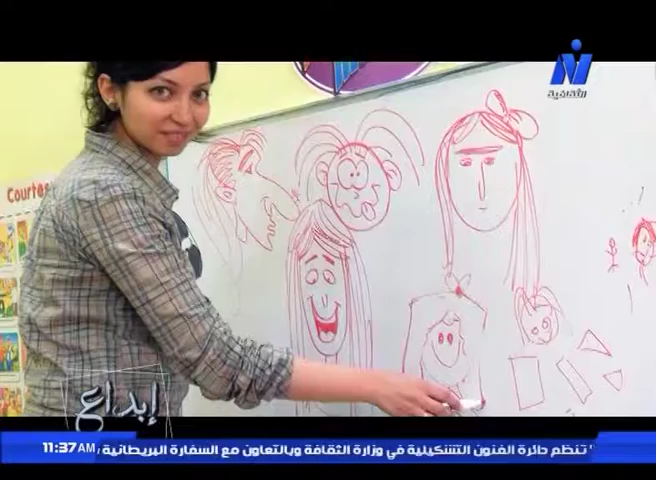 الثقافية
Courtes
إبداع
11:37AM
تنظم دائرة الفنون التشكيلية في وزارة الثقافة وبالتعاون مع السفارة البريطانية